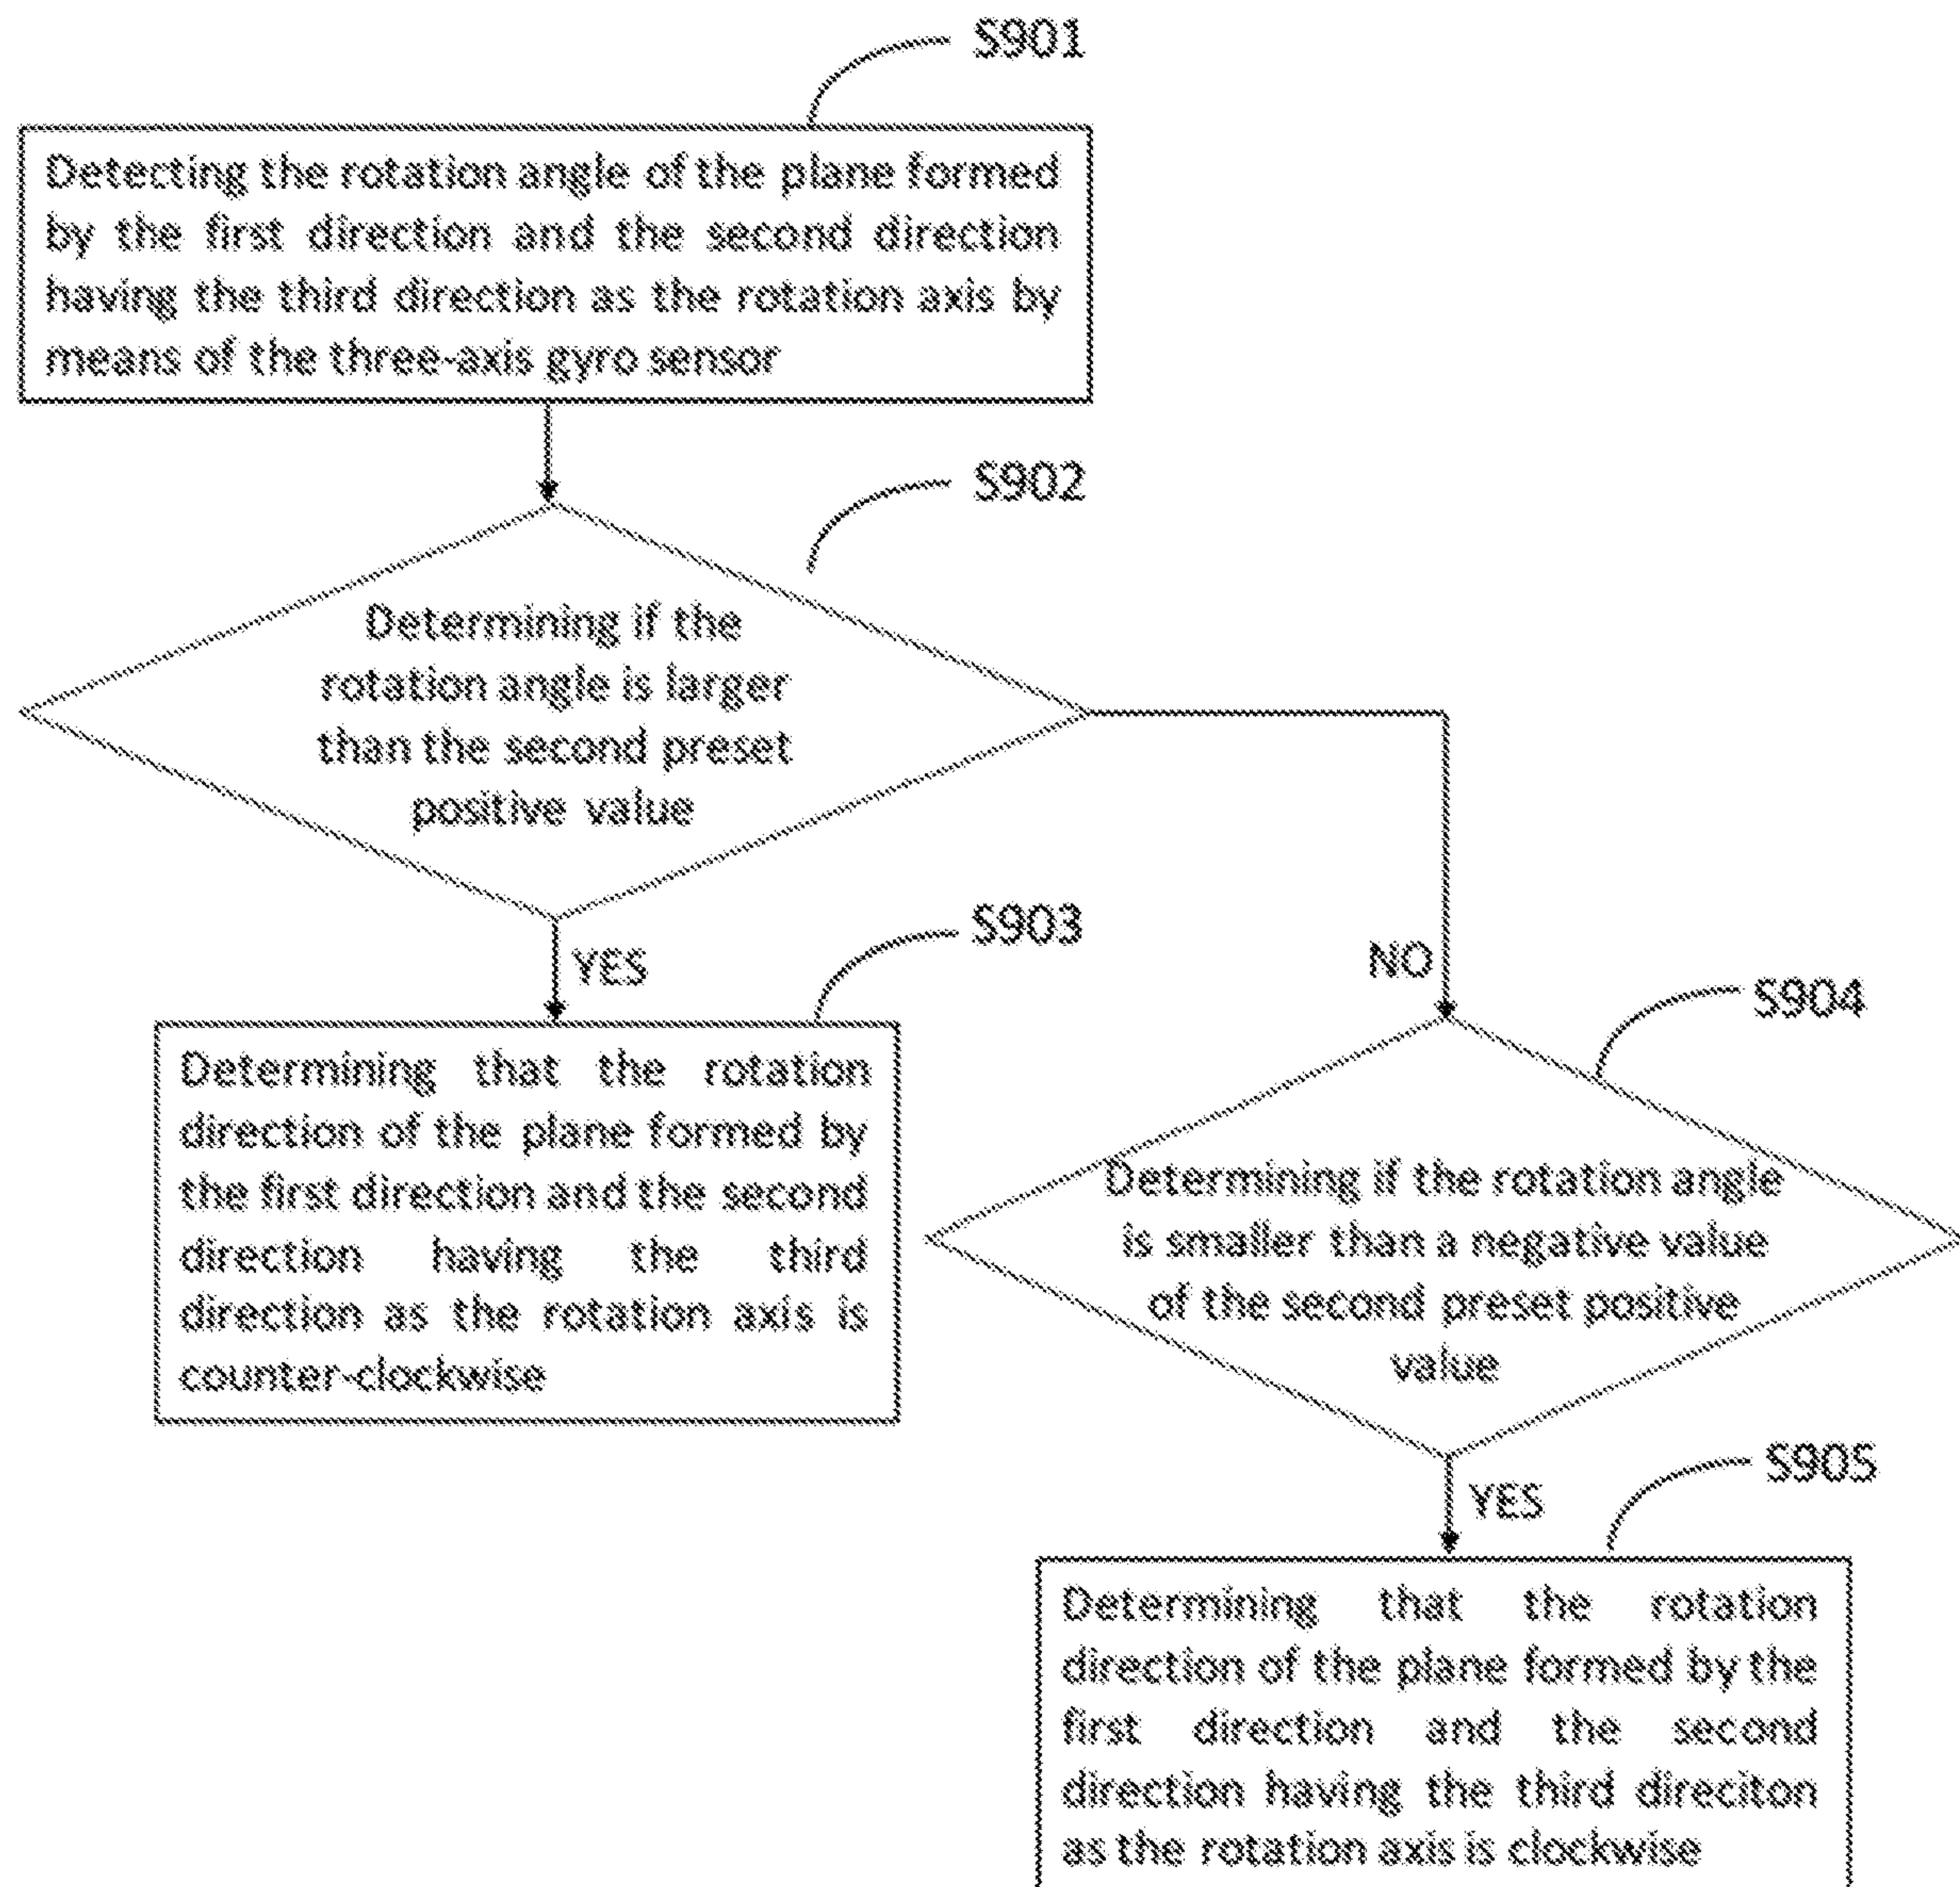 S901
Detecting the rotation angle of the plane formed
by the first direction and the second direction
having the third direction as the rotation axis by
means of the three-axis gyro sensor
S902
Determining if the
rotation angle is larger
than the second preset
positive value
S903
YES
NO
S904
Determining that the rotation
direction of the plane formed by
the first direction and the second
direction having the third
direction as the rotation axis is
counter-clockwise
Determining if the rotation angle
is smaller than a negative value
of the second preset positive
value
S905
YES
Determining that the rotation
direction of the plane formed by the
first direction and the second
direction having the third direciton
as the rotation axis is clockwise